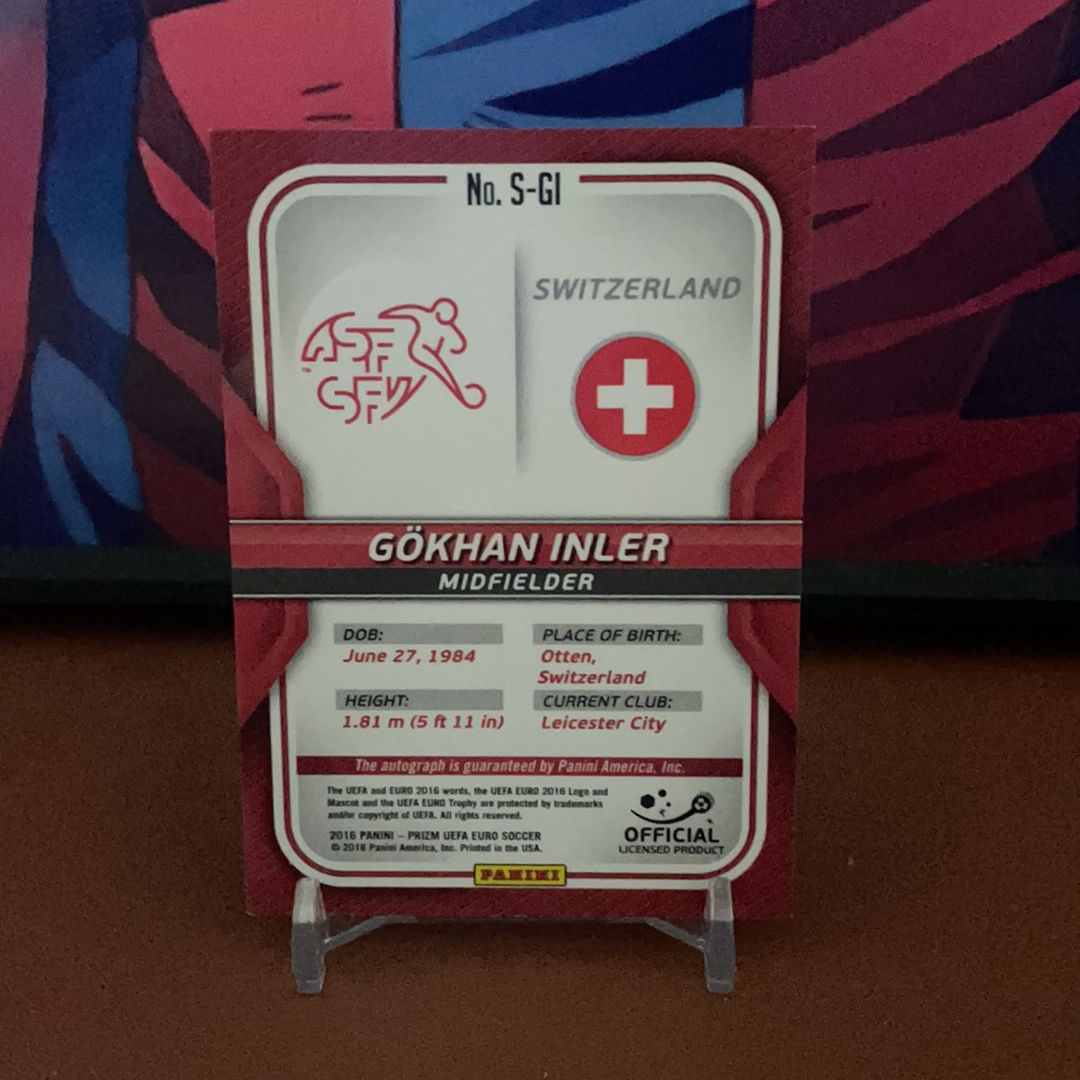 No. S-GI
ASF
SFV
™
SWITZERLAND
GÖKHAN INLER
MIDFIELDER
DOB:
June 27, 1984
PLACE OF BIRTH:
Otten,
Switzerland
HEIGHT:
1.81 m (5 ft 11 in)
CURRENT CLUB:
Leicester City
The autograph is guaranteed by Panini America, Inc.
The UEFA and EURO 2016 words, the UEFA EURO 2016 Logo and
Mascot and the UEFA EURO Trophy are protected by trademarks
and/or copyright of UEFA. All rights reserved.
2016 PANINI – PRIZM UEFA EURO SOCCER
© 2016 Panini America, Inc. Printed in the USA.
OFFICIAL
LICENSED PRODUCT
PANINI